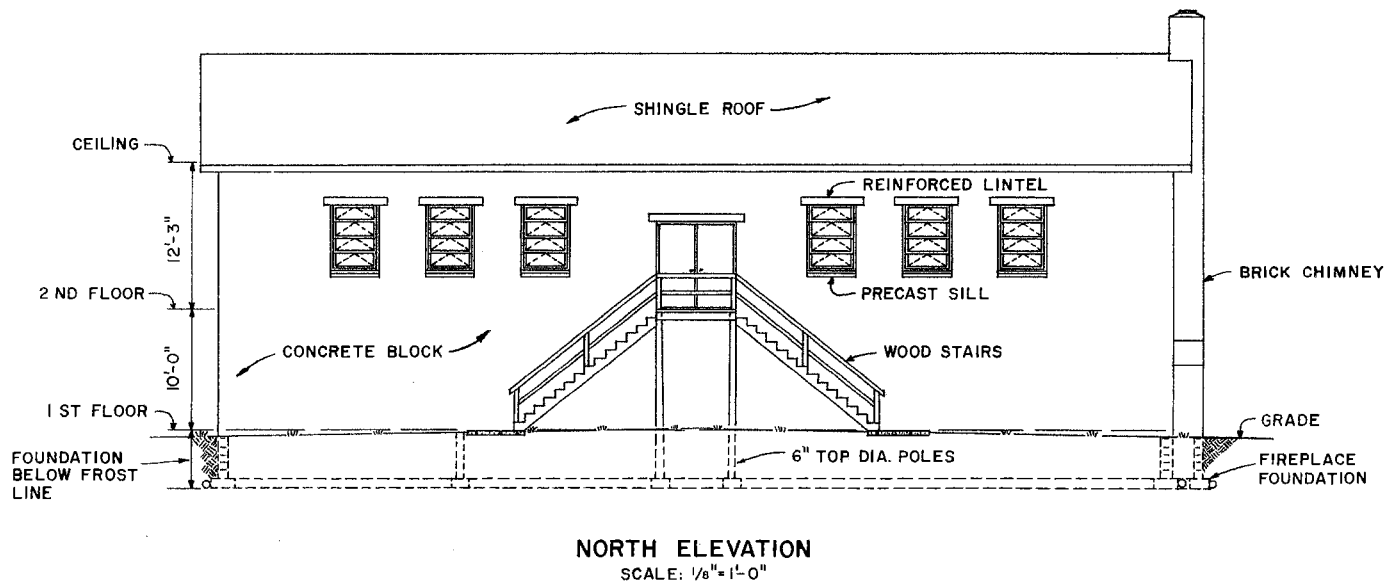 SHINGLE ROOF
CEILING
REINFORCED LINTEL
12'-3"
BRICK CHIMNEY
2 ND FLOOR
PRECAST SILL
CONCRETE BLOCK
WOOD STAIRS
10'-0"
1 ST FLOOR
GRADE
FOUNDATION
BELOW FROST
LINE
6" TOP DIA. POLES
FIREPLACE
FOUNDATION
NORTH ELEVATION
SCALE: 1/8"=1'-0"